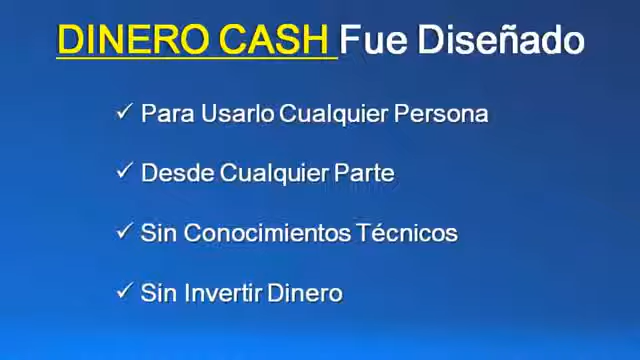 DINERO CASH Fue Diseñado
✓ Para Usarlo Cualquier Persona
✓ Desde Cualquier Parte
✓ Sin Conocimientos Técnicos
✓ Sin Invertir Dinero